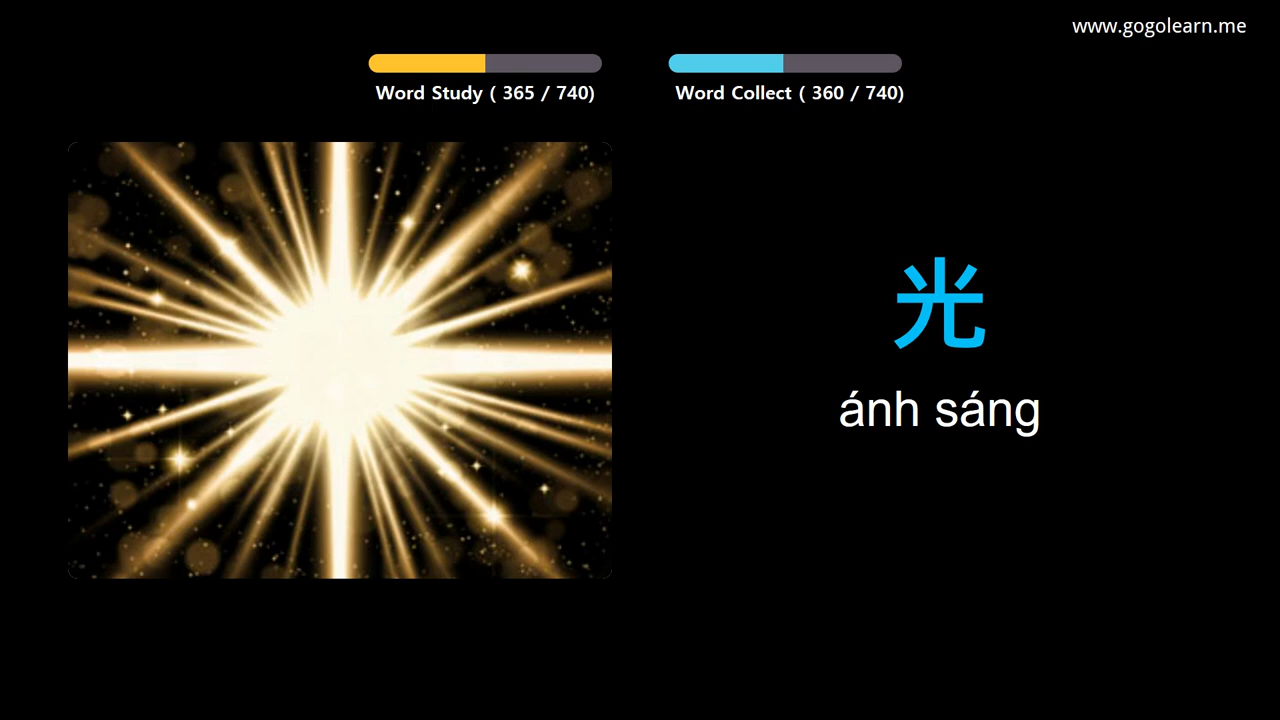 www.gogolearn.me
Word Study ( 365 / 740)
Word Collect ( 360 / 740)
光
ánh sáng